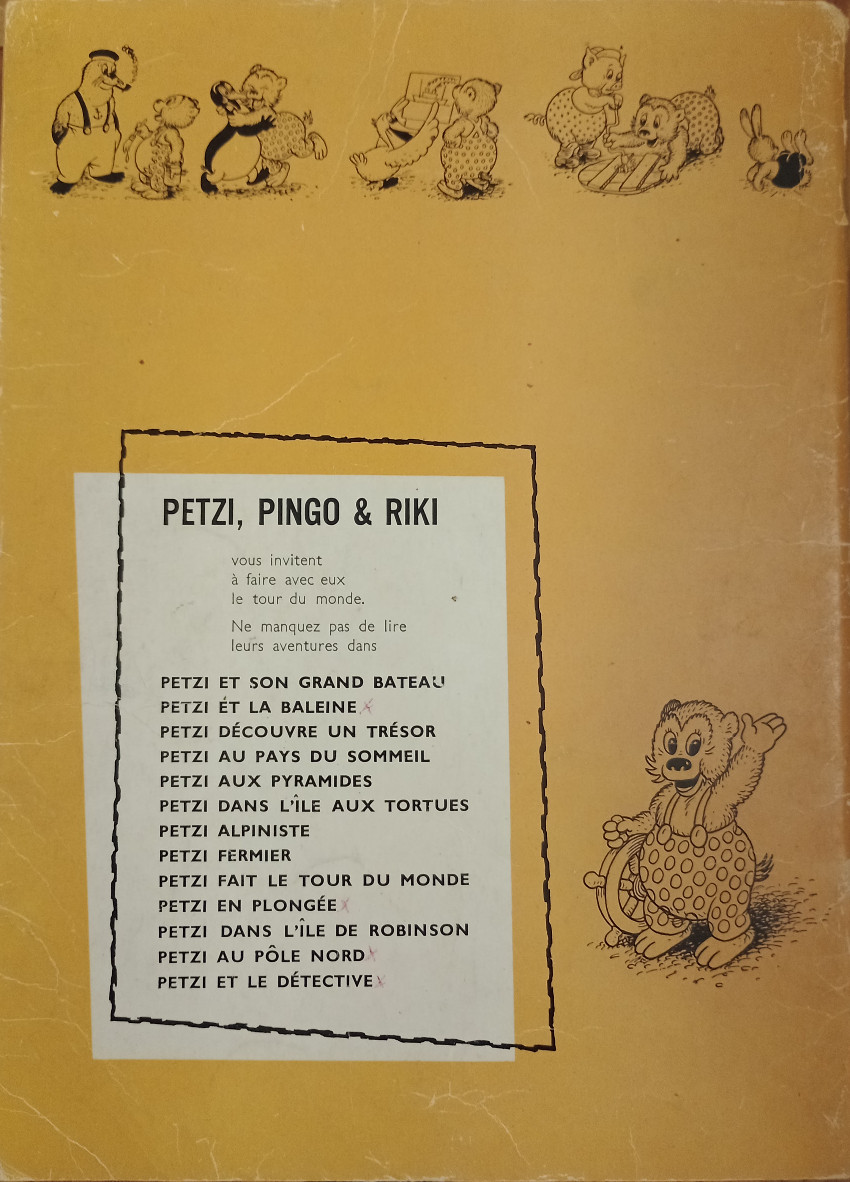 PETZI, PINGO & RIKI
vous invitent
à faire avec eux
le tour du monde.
Ne manquez pas de lire
leurs aventures dans
PETZI ET SON GRAND BATEAU
PETZI ÉT LA BALEINE x
PETZI DÉCOUVRE UN TRÉSOR
PETZI AU PAYS DU SOMMEIL
PETZI AUX PYRAMIDES
PETZI DANS L'ÎLE AUX TORTUES
PETZI ALPINISTE
PETZI FERMIER
PETZI FAIT LE TOUR DU MONDE
PETZI EN PLONGÉE x
PETZI DANS L'ÎLE DE ROBINSON
PETZI AU PÔLE NORD x
PETZI ET LE DÉTECTIVE x